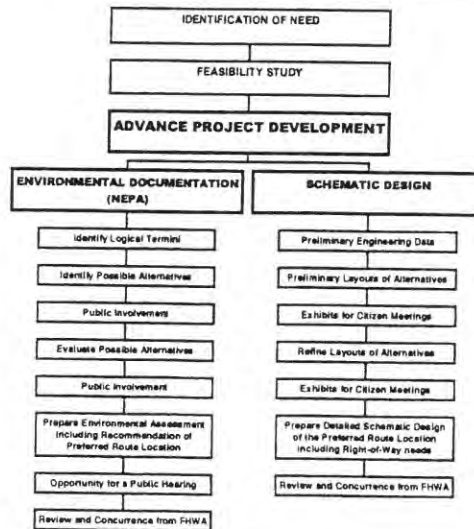 IDENTIFICATION OF NEED
FEASIBILITY STUDY
ADVANCE PROJECT DEVELOPMENT
ENVIRONMENTAL DOCUMENTATION
(NEPA)
Identify Logical Termini
Identify Possible Alternatives
Public Involvement
Evaluate Possible Alternatives
Public Involvement
Prepare Environmental Assessment
including Recommendation of
Preferred Route Location
Opportunity for a Public Hearing
Review and Concurrence from FHWA
SCHEMATIC DESIGN
Preliminary Engineering Data
Preliminary Layouts of Alternatives
Exhibits for Citizen Meetings
Refine Layouts of Alternatives
Exhibits for Citizen Meetings
Prepare Detailed Schematic Design
of the Preferred Route Location
including Right-of-Way needs
Review and Concurrence from FHWA